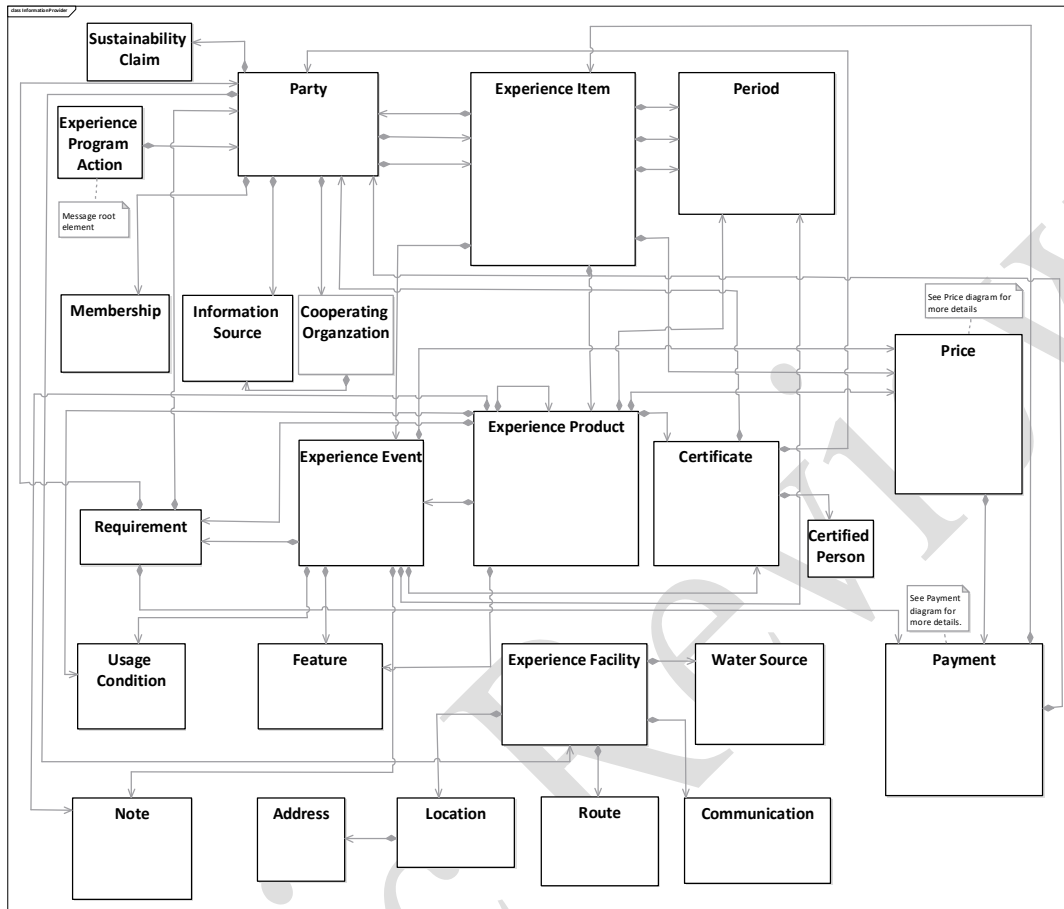 class InformationProvider
Sustainability
Claim
Party
Experience Item
Period
Experience
Program
Action
Message root
element
Membership
Information
Source
Cooperating
Organzation
See Price diagram for
more details
Price
Experience Product
Experience Event
Certificate
Requirement
Certified
Person
See Payment
diagram for
more details.
Usage
Condition
Feature
Experience Facility
Water Source
Payment
Note
Address
Location
Route
Communication